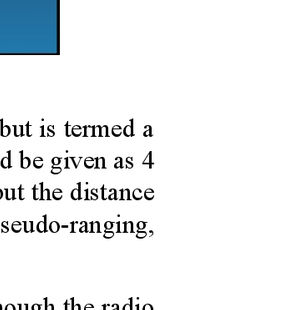 but is termed a
d be given as 4
out the distance
seudo-ranging,
hough the radio